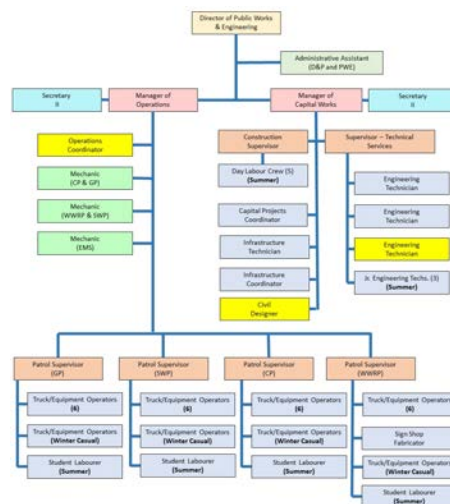 Director of Public Works
& Engineering
Administrative Assistant
(D&P and PWE)
Secretary
II
Manager of
Operations
Manager of
Capital Works
Secretary
II
Operations
Coordinator
Mechanic
(CP & GP)
Mechanic
(WWRP & SWP)
Mechanic
(EMS)
Construction
Supervisor
Day Labour Crew (5)
(Summer)
Capital Projects
Coordinator
Infrastructure
Technician
Infrastructure
Coordinator
Civil
Designer
Supervisor – Technical
Services
Engineering
Technician
Engineering
Technician
Engineering
Technician
Jr. Engineering Techs. (3)
(Summer)
Patrol Supervisor
(GP)
Truck/Equipment Operators
(6)
Truck/Equipment Operators
(Winter Casual)
Student Labourer
(Summer)
Patrol Supervisor
(SWP)
Truck/Equipment Operators
(6)
Truck/Equipment Operators
(Winter Casual)
Student Labourer
(Summer)
Patrol Supervisor
(CP)
Truck/Equipment Operators
(6)
Truck/Equipment Operators
(Winter Casual)
Student Labourer
(Summer)
Patrol Supervisor
(WWRP)
Truck/Equipment Operators
(6)
Sign Shop
Fabricator
Truck/Equipment Operators
(Winter Casual)
Student Labourer
(Summer)